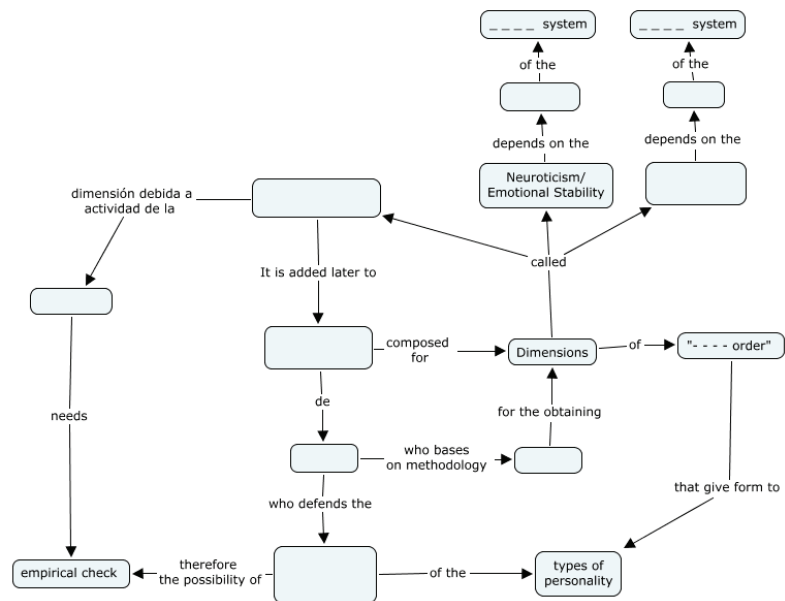 _ _ _ _ system
_ _ _ _ system
of the
of the
depends on the
depends on the
Neuroticism/
Emotional Stability
dimensión debida a
actividad de la
called
It is added later to
composed
for
Dimensions
of
"- - - - order"
de
for the obtaining
needs
who bases
on methodology
who defends the
that give form to
empirical check
therefore
the possibility of
of the
types of
personality